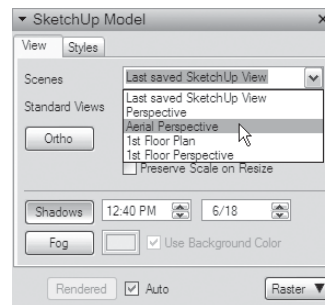 SketchUp Model
View Styles
Scenes Last saved SketchUp View
Last saved SketchUp View
Standard Views Perspective
Aerial Perspective
Ortho 1st Floor Plan
1st Floor Perspective
Preserve Scale on Resize
Shadows 12:40 PM 6/18
Fog Use Background Color
Rendered Auto Raster